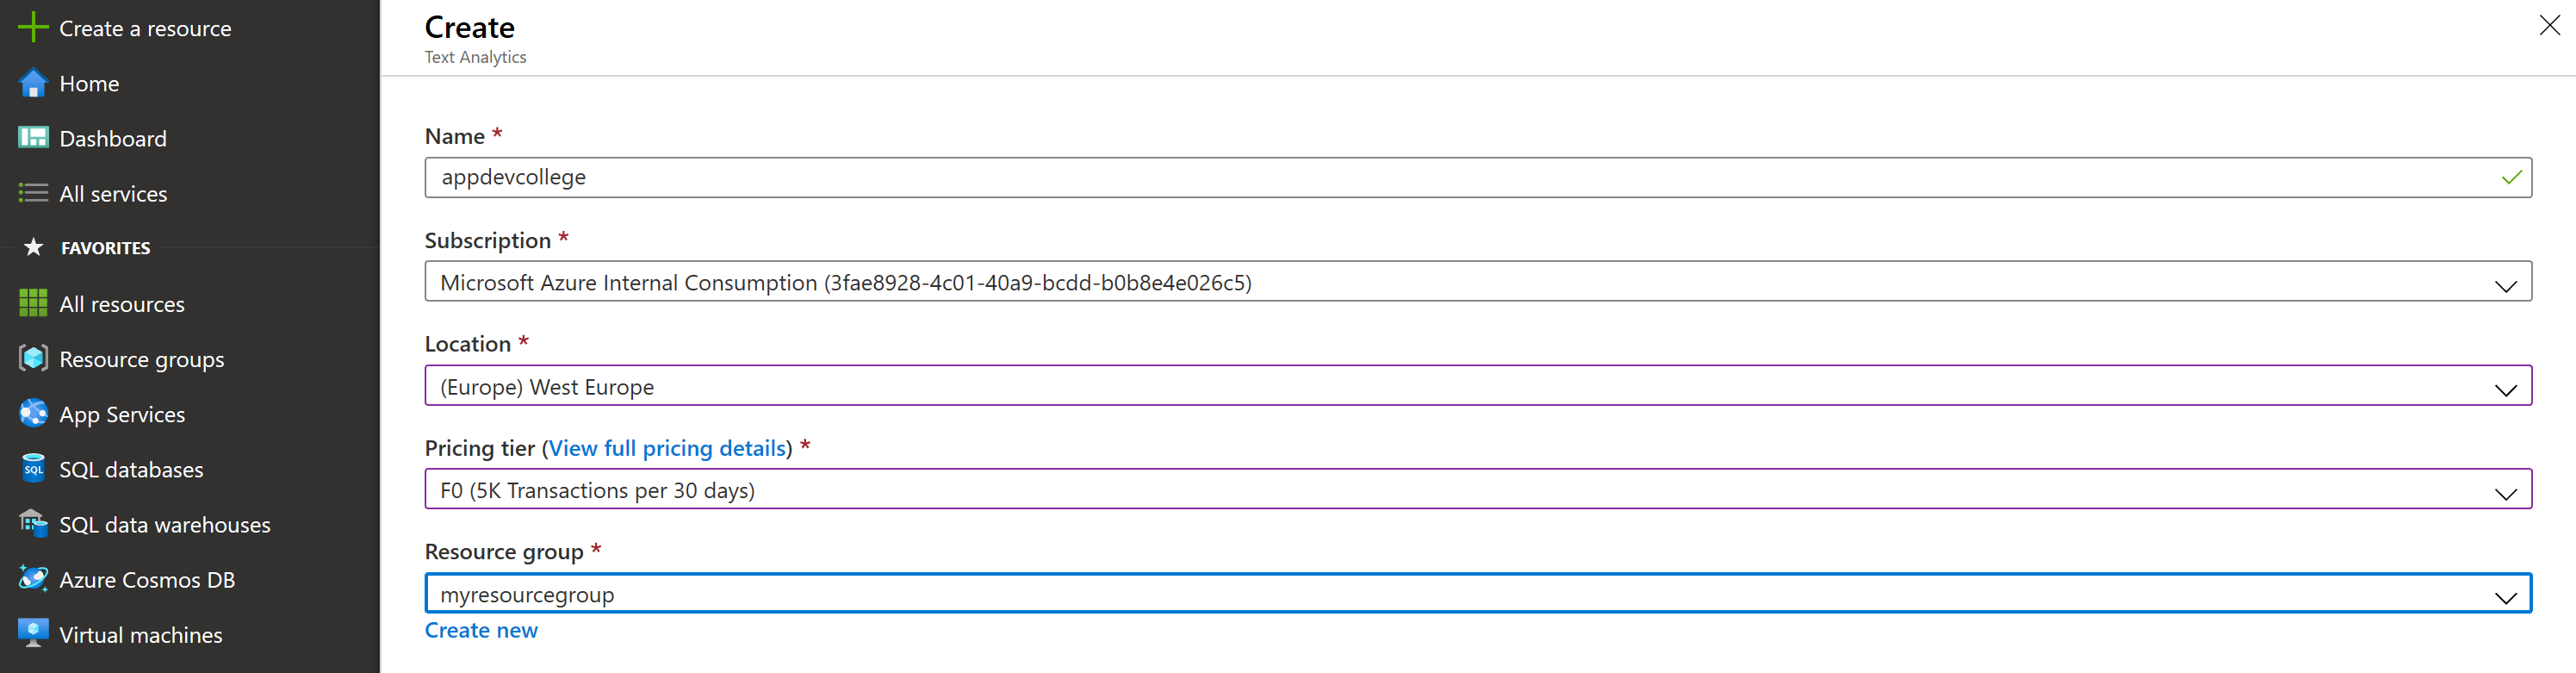 Create a resource
Home
Dashboard
All services
FAVORITES
All resources
Resource groups
App Services
SQL databases
SQL
SQL data warehouses
Azure Cosmos DB
Virtual machines
Create
Text Analytics
Name *
appdevcollege
Subscription *
Microsoft Azure Internal Consumption (3fae8928-4c01-40a9-bcdd-b0b8e4e026c5)
Location *
(Europe) West Europe
Pricing tier (View full pricing details) *
F0 (5K Transactions per 30 days)
Resource group *
myresourcegroup
Create new